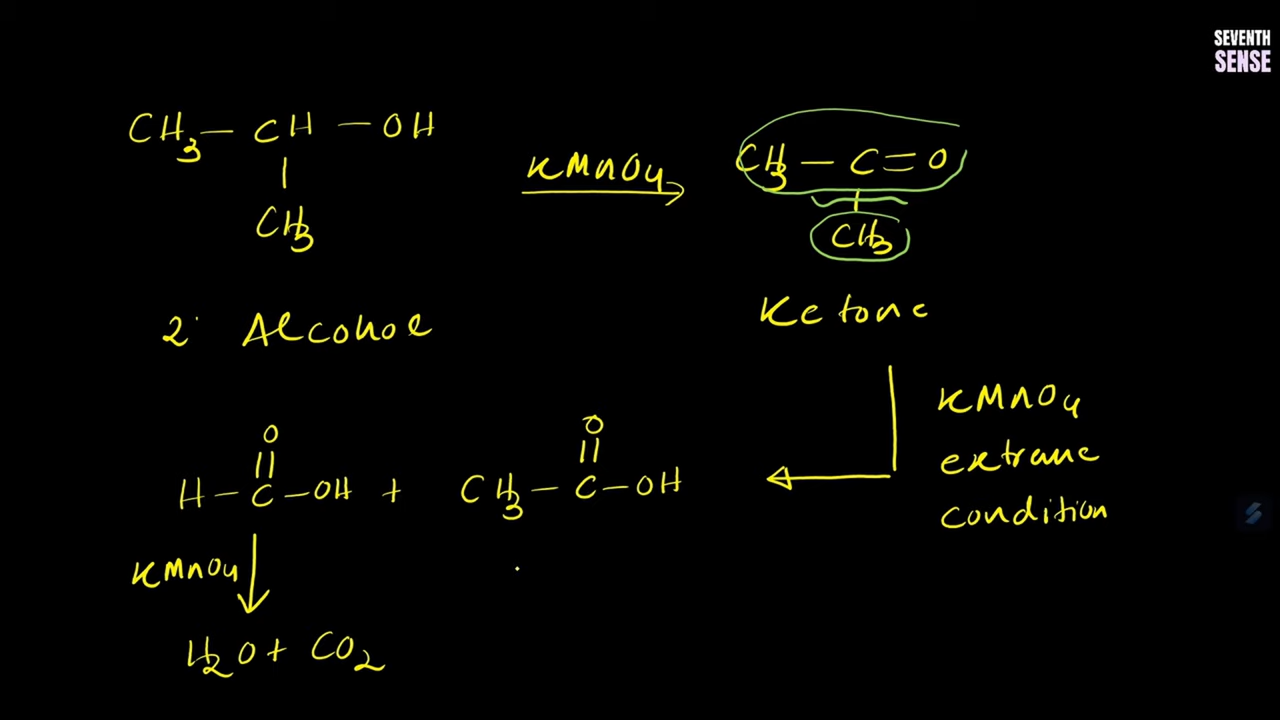 SEVENTH
SENSE
CH3 — CH — OH
|
CH3
KMnO4
CH3 — C = O
|
CH3
2° Alcohol
Ketone
KMnO4
extrane
condition
O
||
H — C — OH + CH3 — C — OH
O
||
KMnO4
H2O + CO2